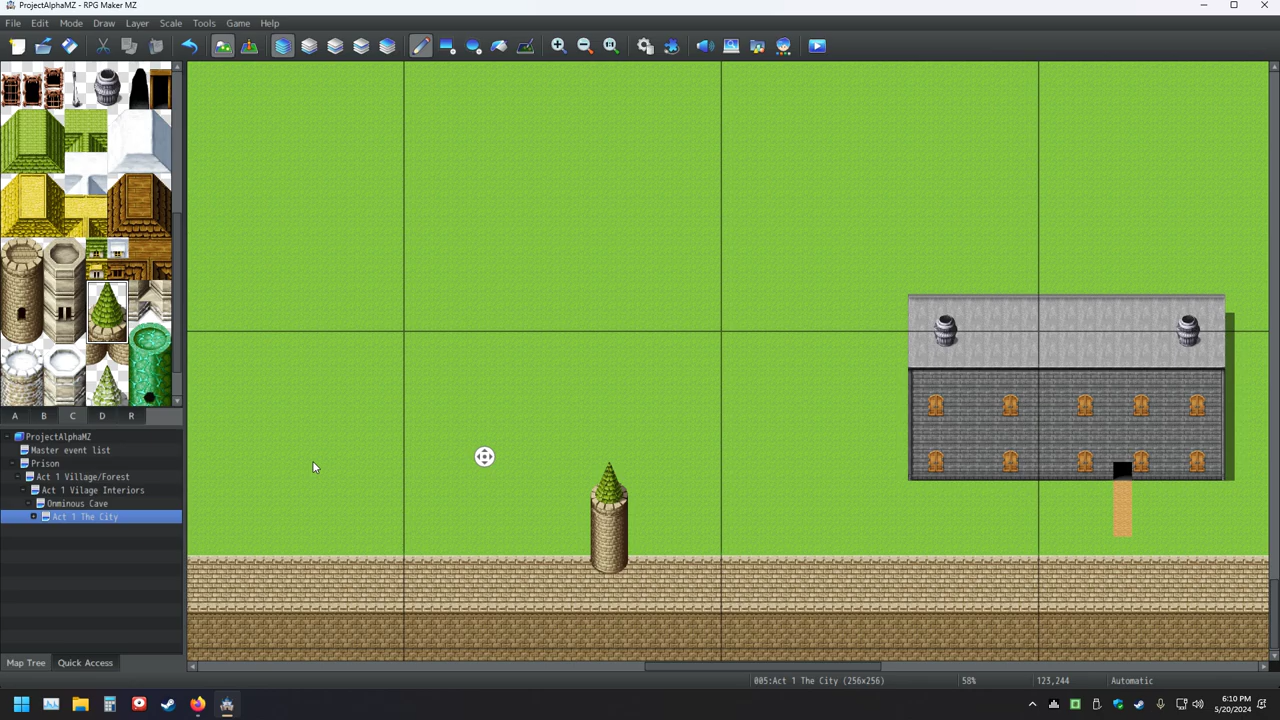 ProjectAlphaMZ - RPG Maker MZ
File Edit Mode Draw Layer Scale Tools Game Help
A B C D R
ProjectAlphaMZ
Master event list
Prison
Act 1 Village/Forest
Act 1 Vilage Interiors
Onminous Cave
Act 1 The City
Map Tree Quick Access
005:Act 1 The City (256x256) 58% 123,244 Automatic
6:10 PM
5/20/2024